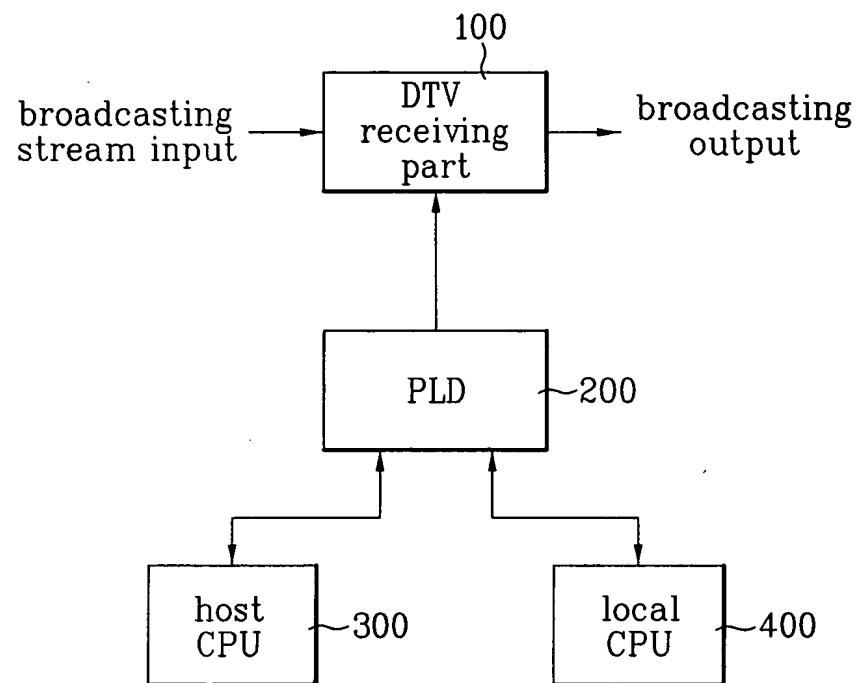 100
broadcasting
stream input
DTV
receiving
part
broadcasting
output
PLD
200
host
CPU
300
local
CPU
400